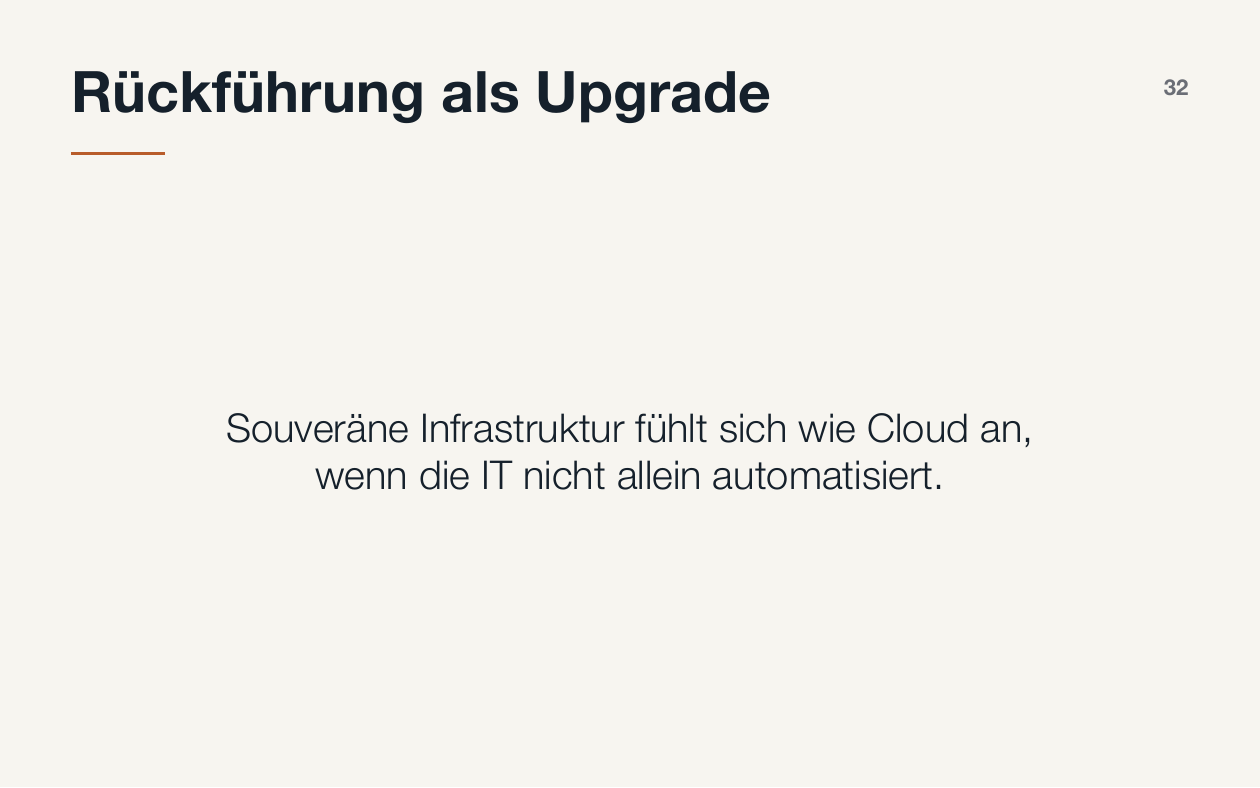 Rückführung als Upgrade
32
Souveräne Infrastruktur fühlt sich wie Cloud an,
wenn die IT nicht allein automatisiert.